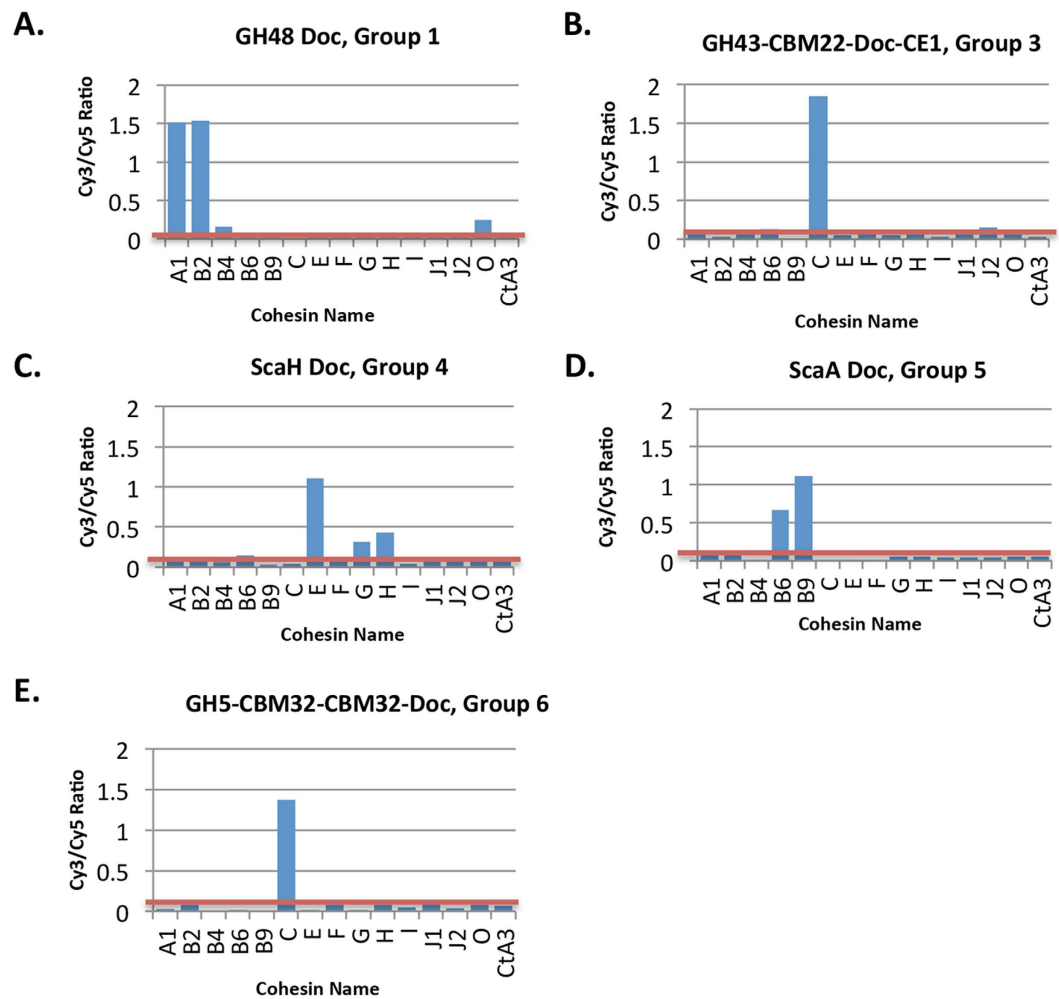 A.
GH48 Doc, Group 1
Cy3/Cy5 Ratio
2
1.5
1
0.5
0
A1 B2 B4 B6 B9 C E F G H I J1 J2 O CtA3
Cohesin Name
B.
GH43-CBM22-Doc-CE1, Group 3
Cy3/Cy5 Ratio
2
1.5
1
0.5
0
A1 B2 B4 B6 B9 C E F G H I J1 J2 O CtA3
Cohesin Name
C.
ScaH Doc, Group 4
Cy3/Cy5 Ratio
2
1.5
1
0.5
0
A1 B2 B4 B6 B9 C E F G H I J1 J2 O CtA3
Cohesin Name
D.
ScaA Doc, Group 5
Cy3/Cy5 Ratio
2
1.5
1
0.5
0
A1 B2 B4 B6 B9 C E F G H I J1 J2 O CtA3
Cohesin Name
E.
GH5-CBM32-CBM32-Doc, Group 6
Cy3/Cy5 Ratio
2
1.5
1
0.5
0
A1 B2 B4 B6 B9 C E F G H I J1 J2 O CtA3
Cohesin Name